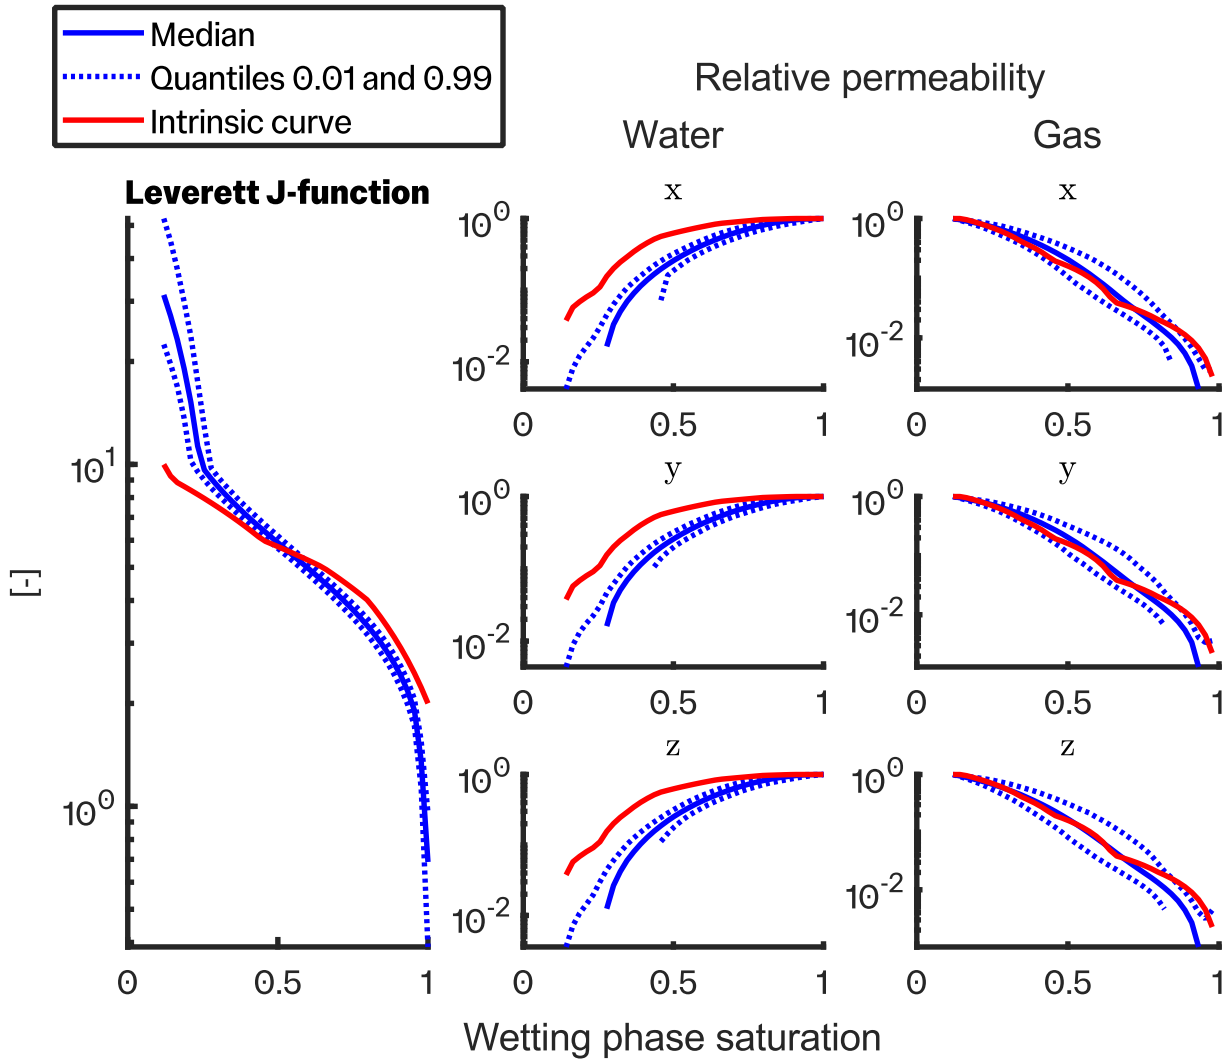 Median
Quantiles 0.01 and 0.99
Intrinsic curve
Relative permeability
Water Gas
Leverett J-function
x x
10^0 10^0
10^-2 10^-2
0 0.5 1 0 0.5 1
y y
10^1
10^0 10^0
[-]
10^-2 10^-2
0 0.5 1 0 0.5 1
z z
10^0 10^0 10^0
10^-2 10^-2
0 0.5 1 0 0.5 1 0 0.5 1
Wetting phase saturation